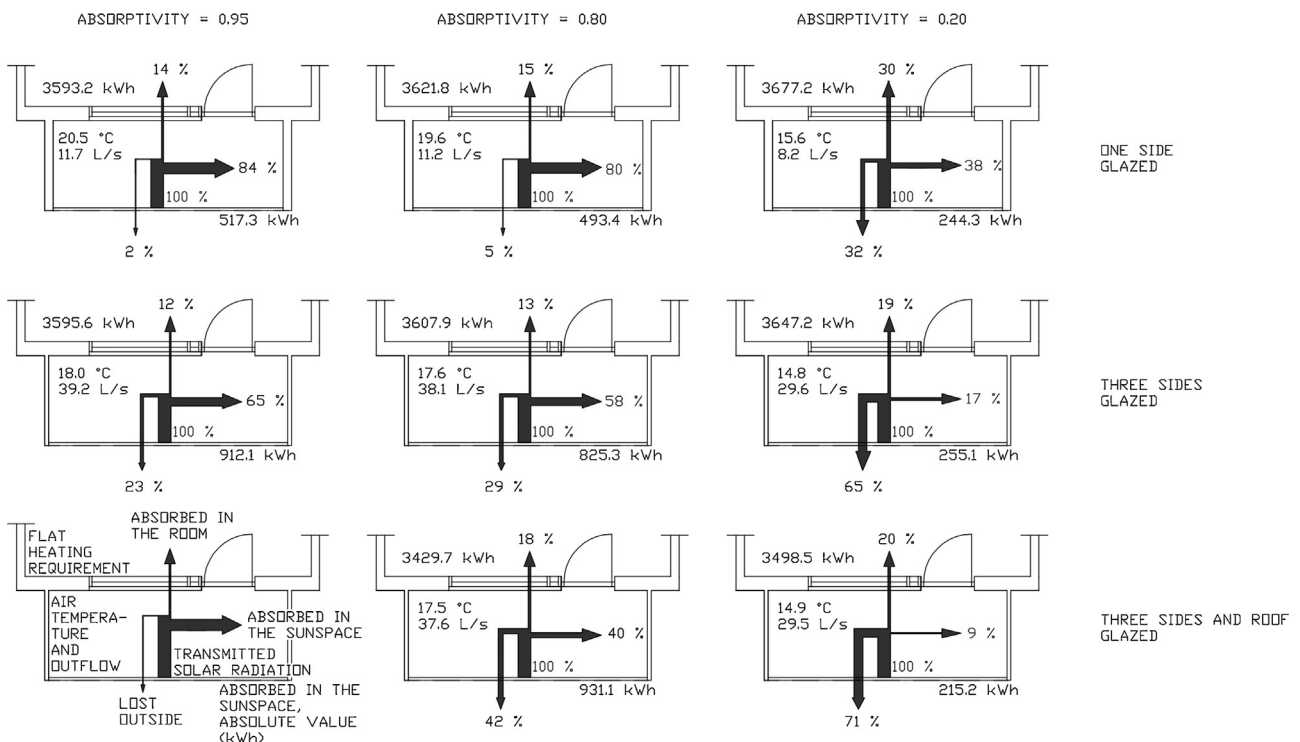 ABSORPTIVITY = 0.95
ABSORPTIVITY = 0.80
ABSORPTIVITY = 0.20
14 %
3593.2 kWh
20.5 °C
11.7 L/s
84 %
100 %
517.3 kWh
2 %
15 %
3621.8 kWh
19.6 °C
11.2 L/s
80 %
100 %
493.4 kWh
5 %
30 %
3677.2 kWh
15.6 °C
8.2 L/s
38 %
100 %
244.3 kWh
32 %
ONE SIDE
GLAZED
12 %
3595.6 kWh
18.0 °C
39.2 L/s
65 %
100 %
912.1 kWh
23 %
13 %
3607.9 kWh
17.6 °C
38.1 L/s
58 %
100 %
825.3 kWh
29 %
19 %
3647.2 kWh
14.8 °C
29.6 L/s
17 %
100 %
255.1 kWh
65 %
THREE SIDES
GLAZED
ABSORBED IN
THE ROOM
FLAT
HEATING
REQUIREMENT
AIR
TEMPERA-
TURE
AND
OUTFLOW
ABSORBED IN
THE SUNSPACE
TRANSMITTED
SOLAR RADIATION
LOST
OUTSIDE
ABSORBED IN THE
SUNSPACE,
ABSOLUTE VALUE
(kWh)
18 %
3429.7 kWh
17.5 °C
37.6 L/s
40 %
100 %
931.1 kWh
42 %
20 %
3498.5 kWh
14.9 °C
29.5 L/s
9 %
100 %
215.2 kWh
71 %
THREE SIDES AND ROOF
GLAZED